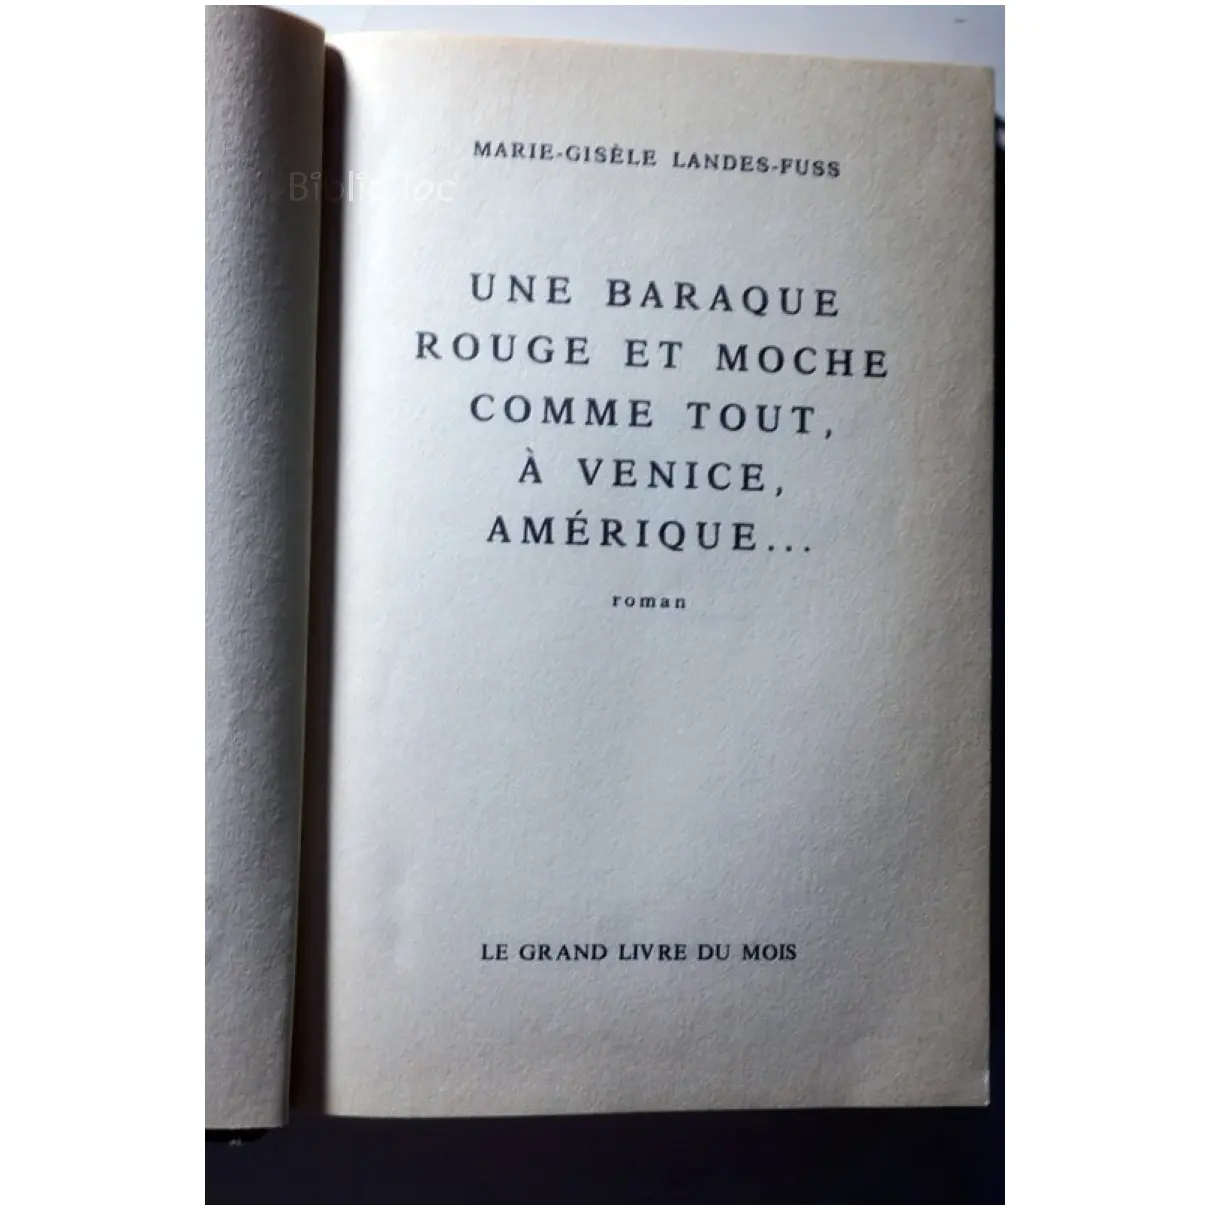 MARIE-GISÈLE LANDES-FUSS
UNE BARAQUE
ROUGE ET MOCHE
COMME TOUT,
À VENICE,
AMÉRIQUE...
roman
LE GRAND LIVRE DU MOIS